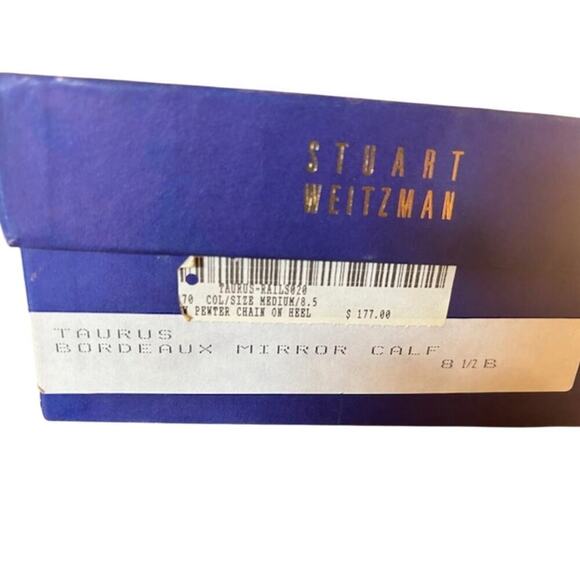 STUART
WEITZMAN
TAURUS-RAILS020
70 COL/SIZE MEDIUM/8.5
W PEWTER CHAIN ON HEEL $ 177.00
TAURUS
BORDEAUX MIRROR CALF
8 1/2 B